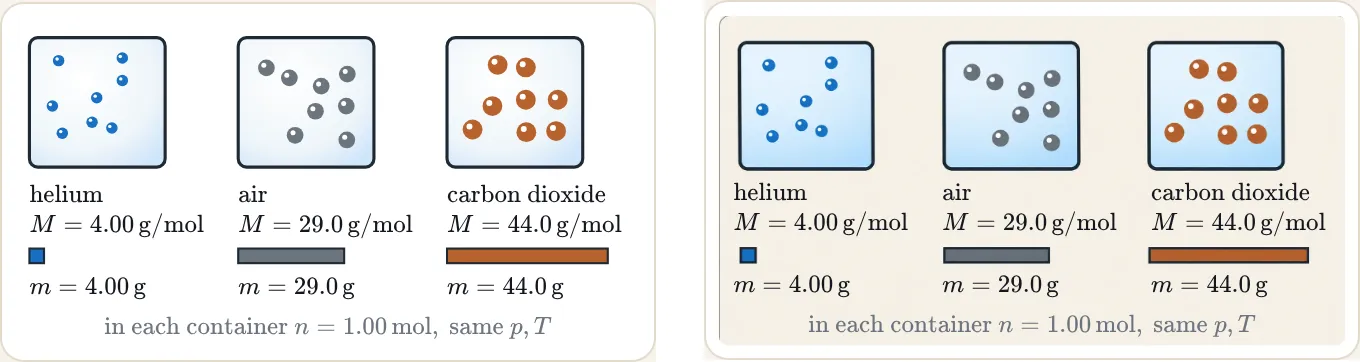 helium air carbon dioxide
M = 4.00 g/mol M = 29.0 g/mol M = 44.0 g/mol
m = 4.00 g m = 29.0 g m = 44.0 g
in each container n = 1.00 mol, same p, T
helium air carbon dioxide
M = 4.00 g/mol M = 29.0 g/mol M = 44.0 g/mol
m = 4.00 g m = 29.0 g m = 44.0 g
in each container n = 1.00 mol, same p, T